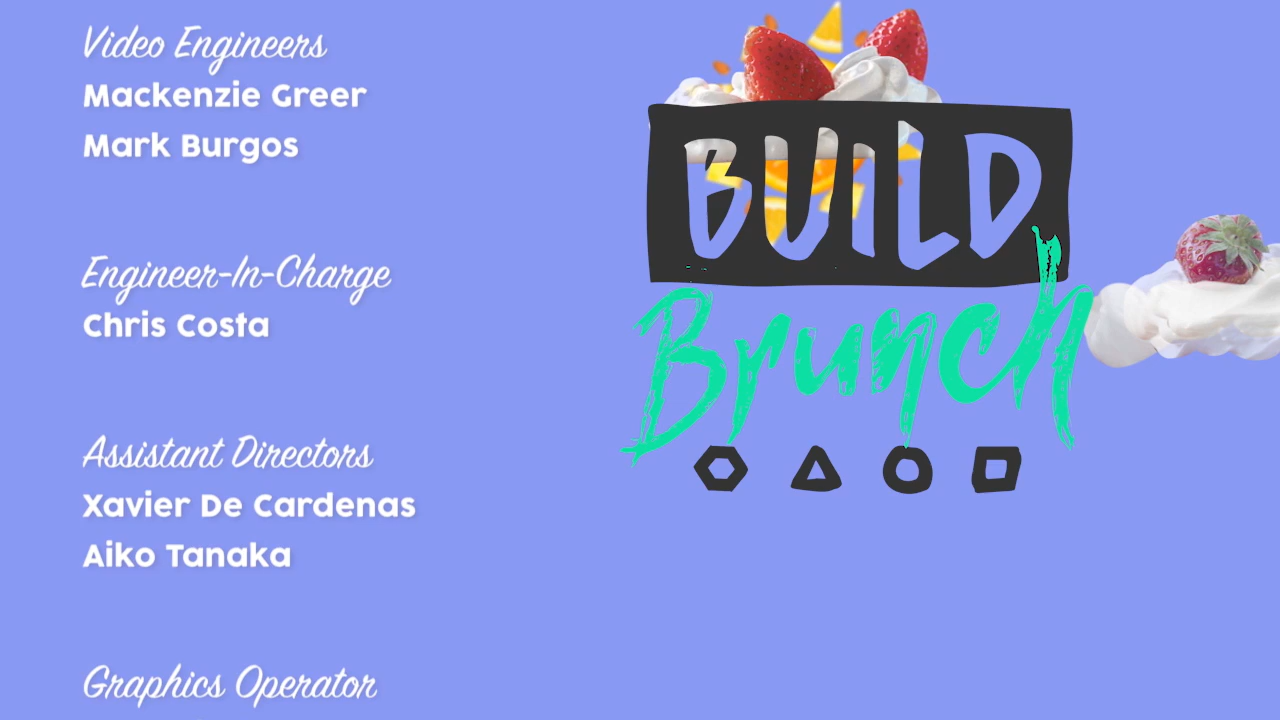 Video Engineers
Mackenzie Greer
Mark Burgos
Engineer-In-Charge
Chris Costa
Assistant Directors
Xavier De Cardenas
Aiko Tanaka
Graphics Operator
BUILD
Brunch